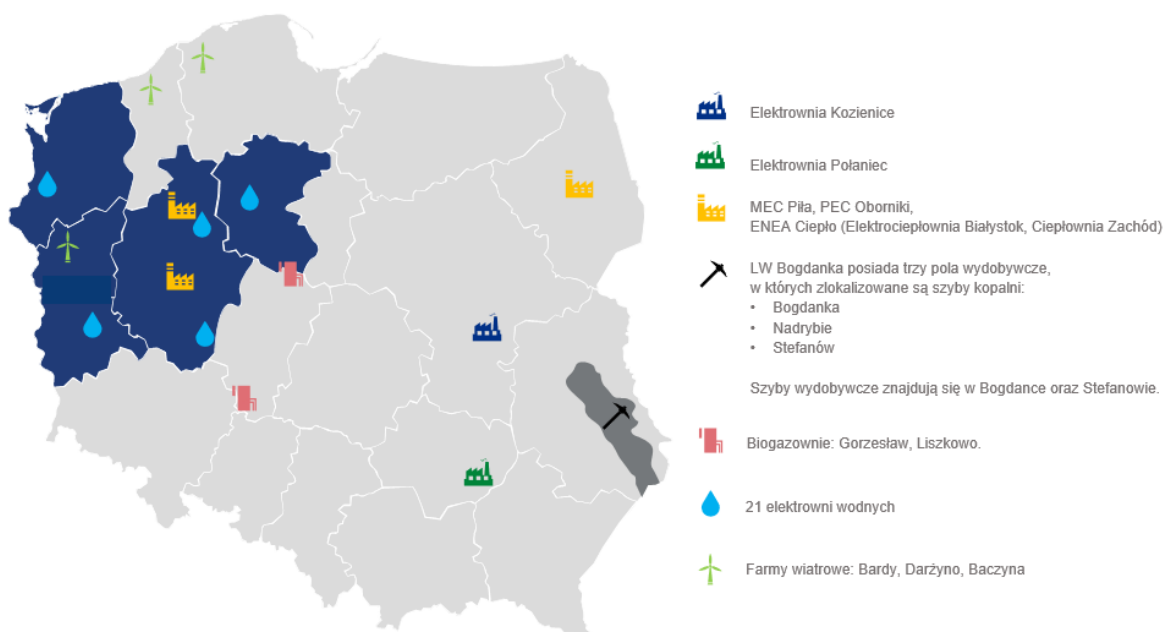 Elektrownia Kozienice
Elektrownia Połaniec
MEC Piła, PEC Oborniki,
ENEA Ciepło (Elektrociepłownia Białystok, Ciepłownia Zachód)
LW Bogdanka posiada trzy pola wydobywcze,
w których zlokalizowane są szyby kopalni:
• Bogdanka
• Nadrybie
• Stefanów
Szyby wydobywcze znajdują się w Bogdance oraz Stefanowie.
Biogazownie: Gorzesław, Liszkowo.
21 elektrowni wodnych
Farmy wiatrowe: Bardy, Darżyno, Baczyna